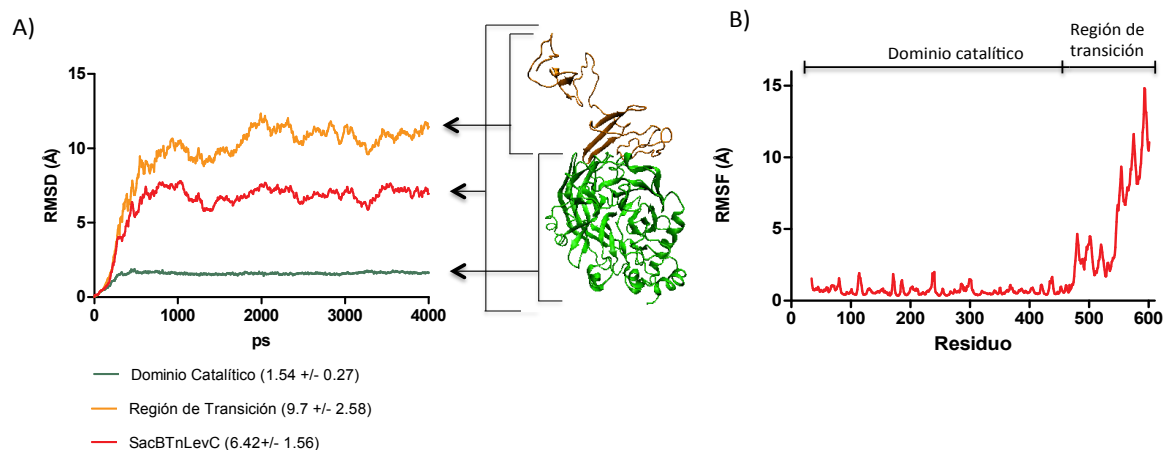 A)
RMSD (Å)
15
10
5
0
0 1000 2000 3000 4000
ps
Dominio Catalítico (1.54 +/- 0.27)
Región de Transición (9.7 +/- 2.58)
SacBTnLevC (6.42+/- 1.56)
B)
Dominio catalítico
Región de
transición
RMSF (Å)
15
10
5
0
0 100 200 300 400 500 600
Residuo